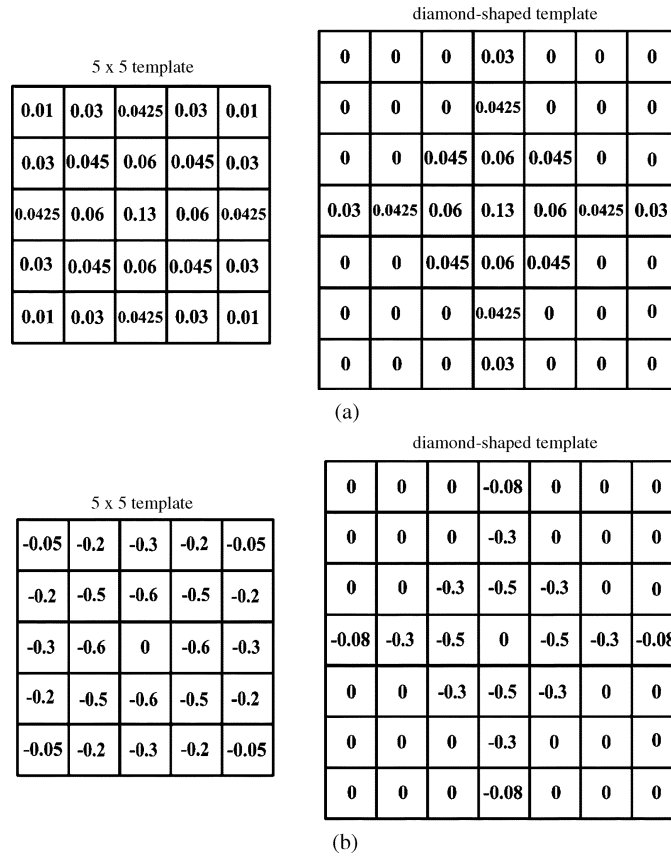 5 x 5 template
0.01 0.03 0.0425 0.03 0.01
0.03 0.045 0.06 0.045 0.03
0.0425 0.06 0.13 0.06 0.0425
0.03 0.045 0.06 0.045 0.03
0.01 0.03 0.0425 0.03 0.01
diamond-shaped template
0 0 0 0.03 0 0 0
0 0 0 0.0425 0 0 0
0 0 0.045 0.06 0.045 0 0
0.03 0.0425 0.06 0.13 0.06 0.0425 0.03
0 0 0.045 0.06 0.045 0 0
0 0 0 0.0425 0 0 0
0 0 0 0.03 0 0 0
(a)
5 x 5 template
-0.05 -0.2 -0.3 -0.2 -0.05
-0.2 -0.5 -0.6 -0.5 -0.2
-0.3 -0.6 0 -0.6 -0.3
-0.2 -0.5 -0.6 -0.5 -0.2
-0.05 -0.2 -0.3 -0.2 -0.05
diamond-shaped template
0 0 0 -0.08 0 0 0
0 0 0 -0.3 0 0 0
0 0 -0.3 -0.5 -0.3 0 0
-0.08 -0.3 -0.5 0 -0.5 -0.3 -0.08
0 0 -0.3 -0.5 -0.3 0 0
0 0 0 -0.3 0 0 0
0 0 0 -0.08 0 0 0
(b)